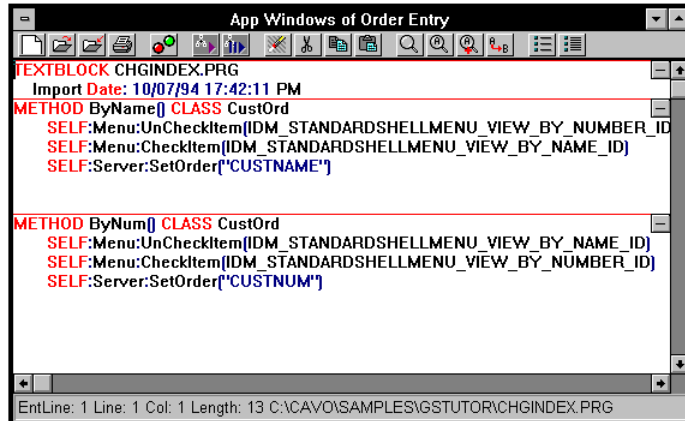 App Windows of Order Entry
TEXTBLOCK CHGINDEX.PRG
Import Date: 10/07/94 17:42:11 PM
METHOD ByName() CLASS CustOrd
SELF:Menu:UnCheckItem(IDM_STANDARDSHELLMENU_VIEW_BY_NUMBER_ID
SELF:Menu:CheckItem(IDM_STANDARDSHELLMENU_VIEW_BY_NAME_ID)
SELF:Server:SetOrder("CUSTNAME")
METHOD ByNum() CLASS CustOrd
SELF:Menu:UnCheckItem(IDM_STANDARDSHELLMENU_VIEW_BY_NAME_ID)
SELF:Menu:CheckItem(IDM_STANDARDSHELLMENU_VIEW_BY_NUMBER_ID)
SELF:Server:SetOrder("CUSTNUM")
EntLine: 1 Line: 1 Col: 1 Length: 13 C:\CAVO\SAMPLES\GSTUTOR\CHGINDEX.PRG